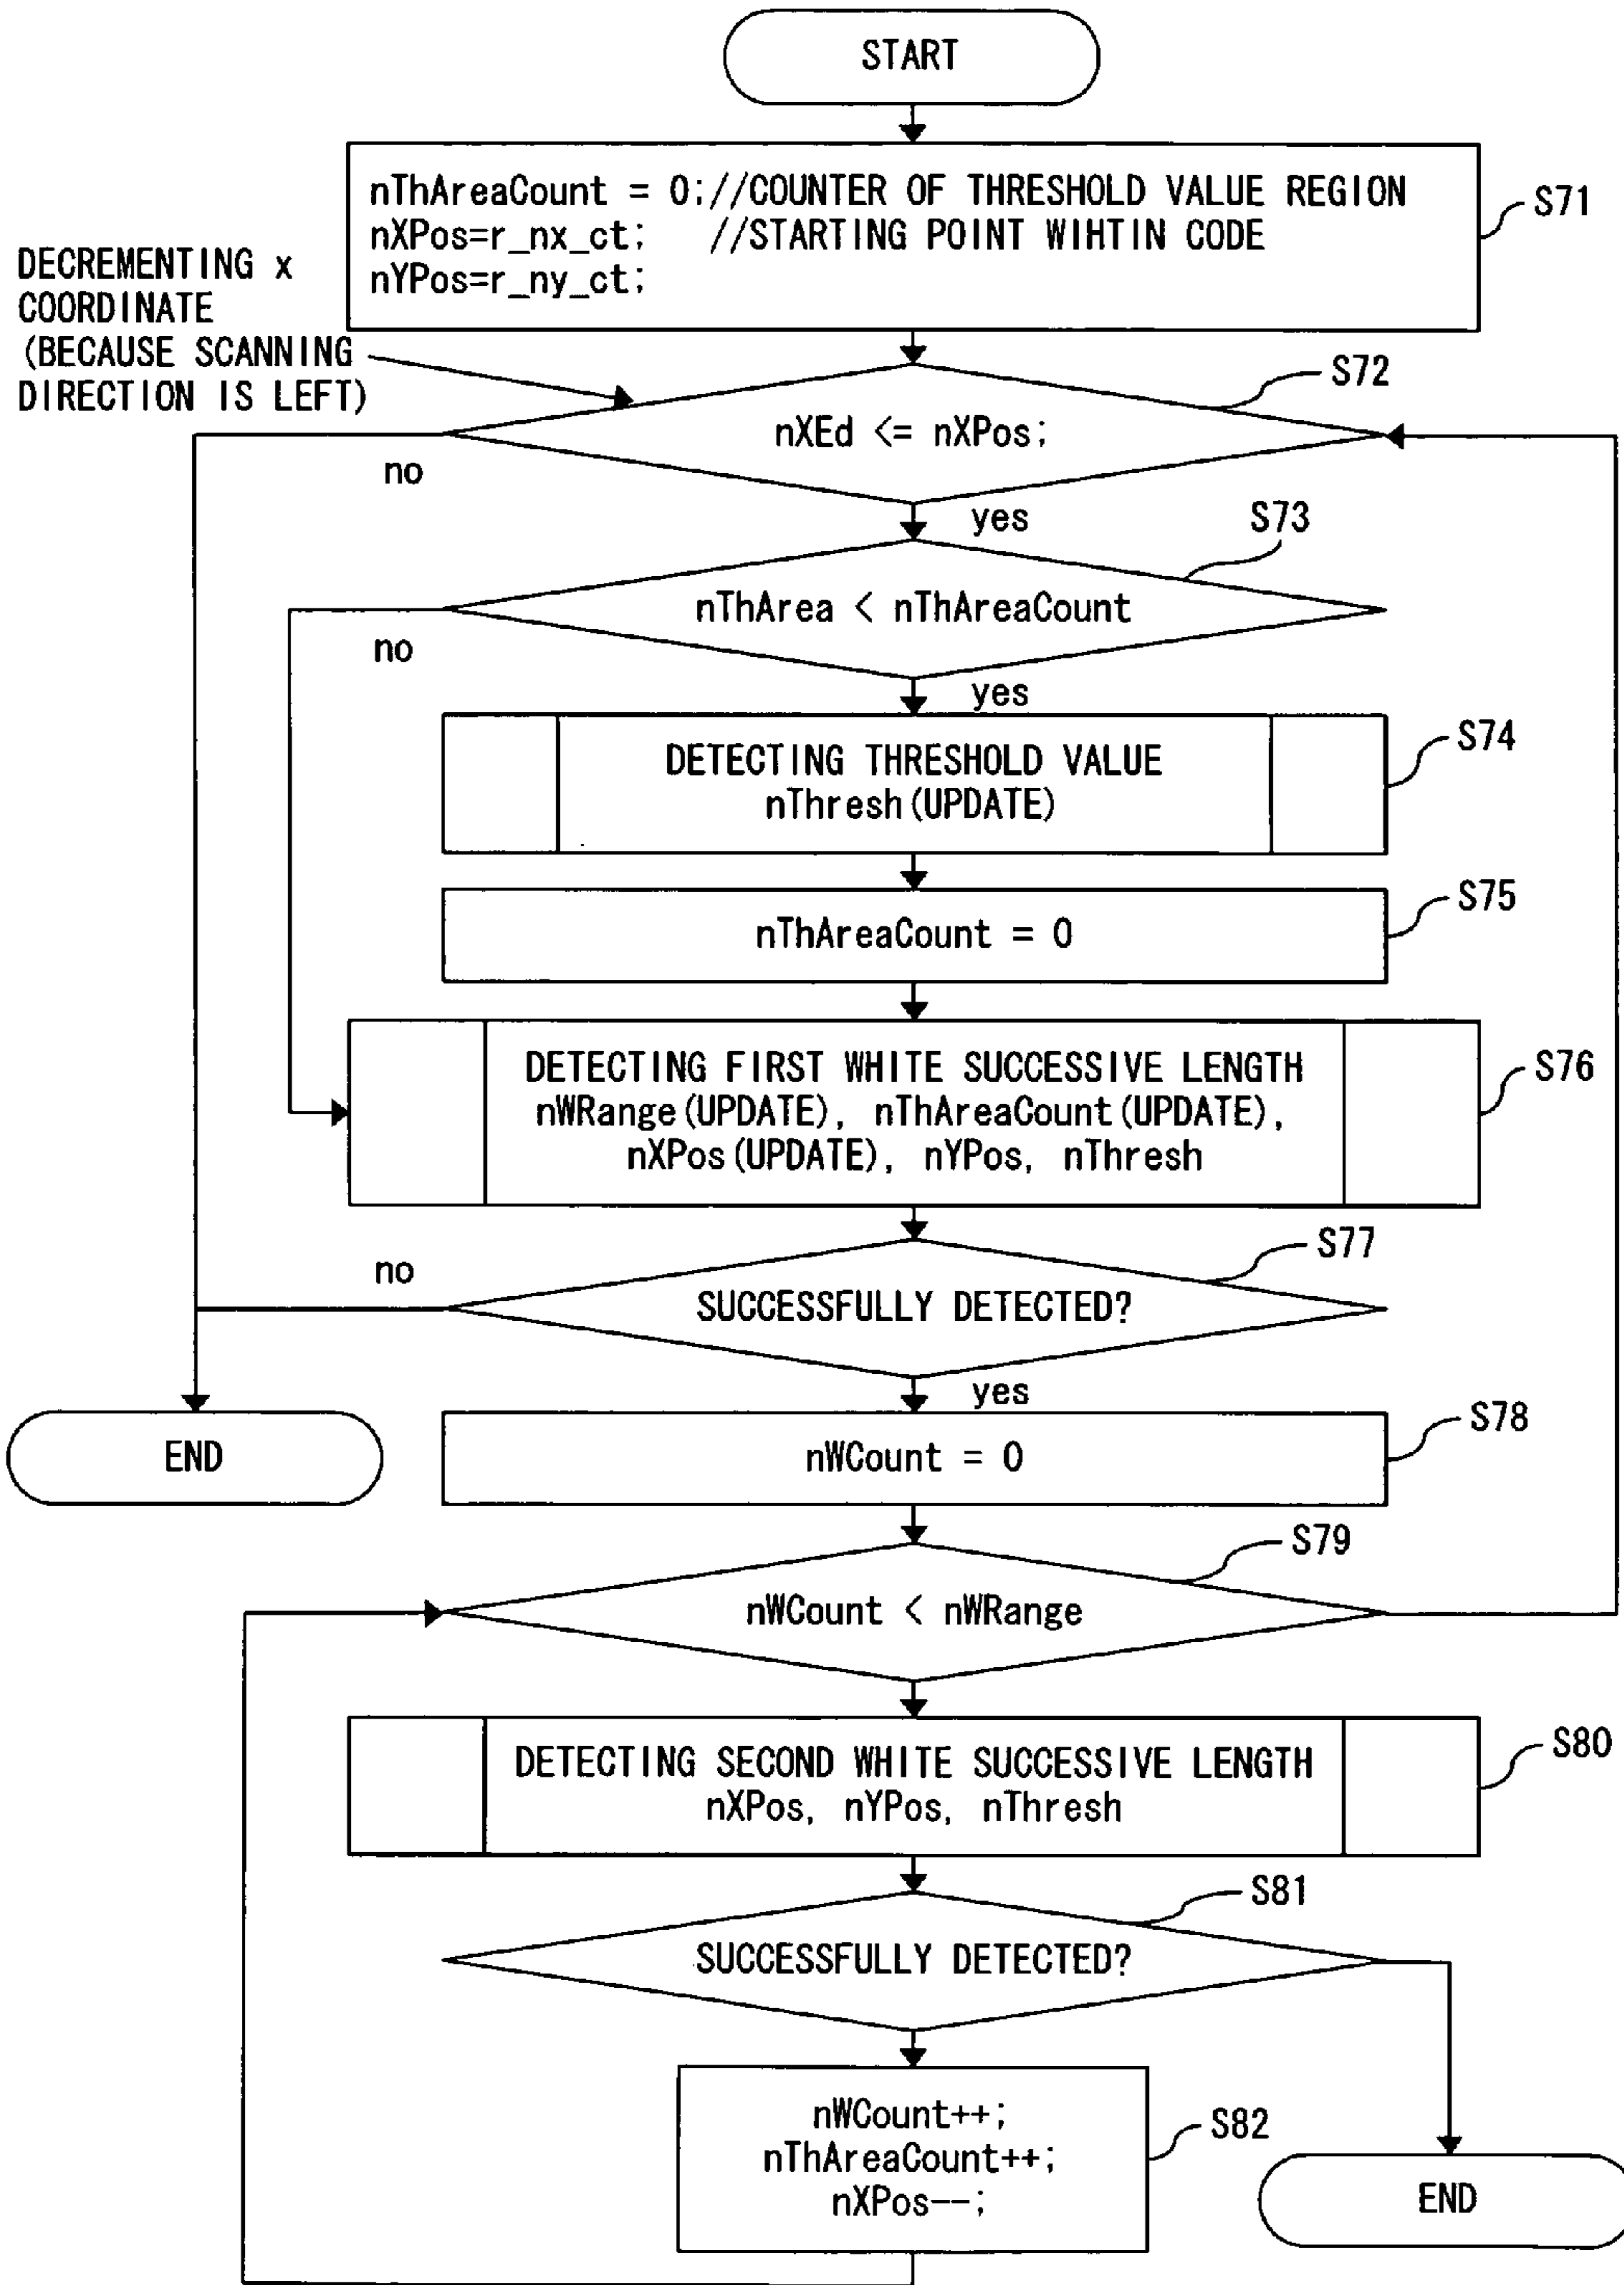 START
nThAreaCount = 0;//COUNTER OF THRESHOLD VALUE REGION
nXPos=r_nx_ct; //STARTING POINT WIHTIN CODE
nYPos=r_ny_ct;
S71
DECREMENTING x
COORDINATE
(BECAUSE SCANNING
DIRECTION IS LEFT)
S72
nXEd <= nXPos;
no
yes
S73
nThArea < nThAreaCount
no
yes
S74
DETECTING THRESHOLD VALUE
nThresh(UPDATE)
S75
nThAreaCount = 0
S76
DETECTING FIRST WHITE SUCCESSIVE LENGTH
nWRange(UPDATE), nThAreaCount(UPDATE),
nXPos(UPDATE), nYPos, nThresh
S77
no
SUCCESSFULLY DETECTED?
yes
END
S78
nWCount = 0
S79
nWCount < nWRange
S80
DETECTING SECOND WHITE SUCCESSIVE LENGTH
nXPos, nYPos, nThresh
S81
SUCCESSFULLY DETECTED?
S82
nWCount++;
nThAreaCount++;
nXPos--;
END